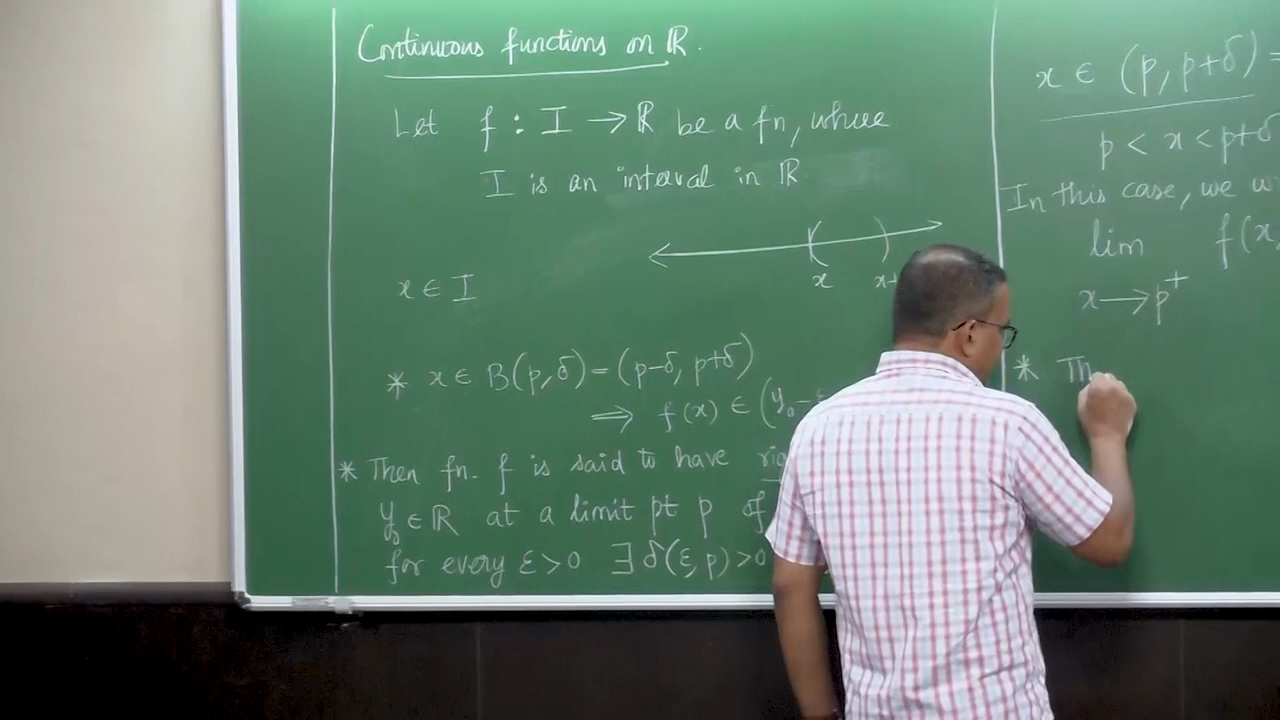 Continuous functions on ℝ.
Let f : I → ℝ be a fn, where
I is an interval in ℝ
x
x ∈ I
* x ∈ B(p, δ) = (p-δ, p+δ)
⟹ f(x) ∈ (y₀ -
* Then fn. f is said to have
y₀ ∈ ℝ at a limit pt p of
for every ε>0 ∃ δ(ε, p) >0
x ∈ (p, p+δ) =
p < x < p+δ
In this case, we
lim f(x
x → p⁺
* Th